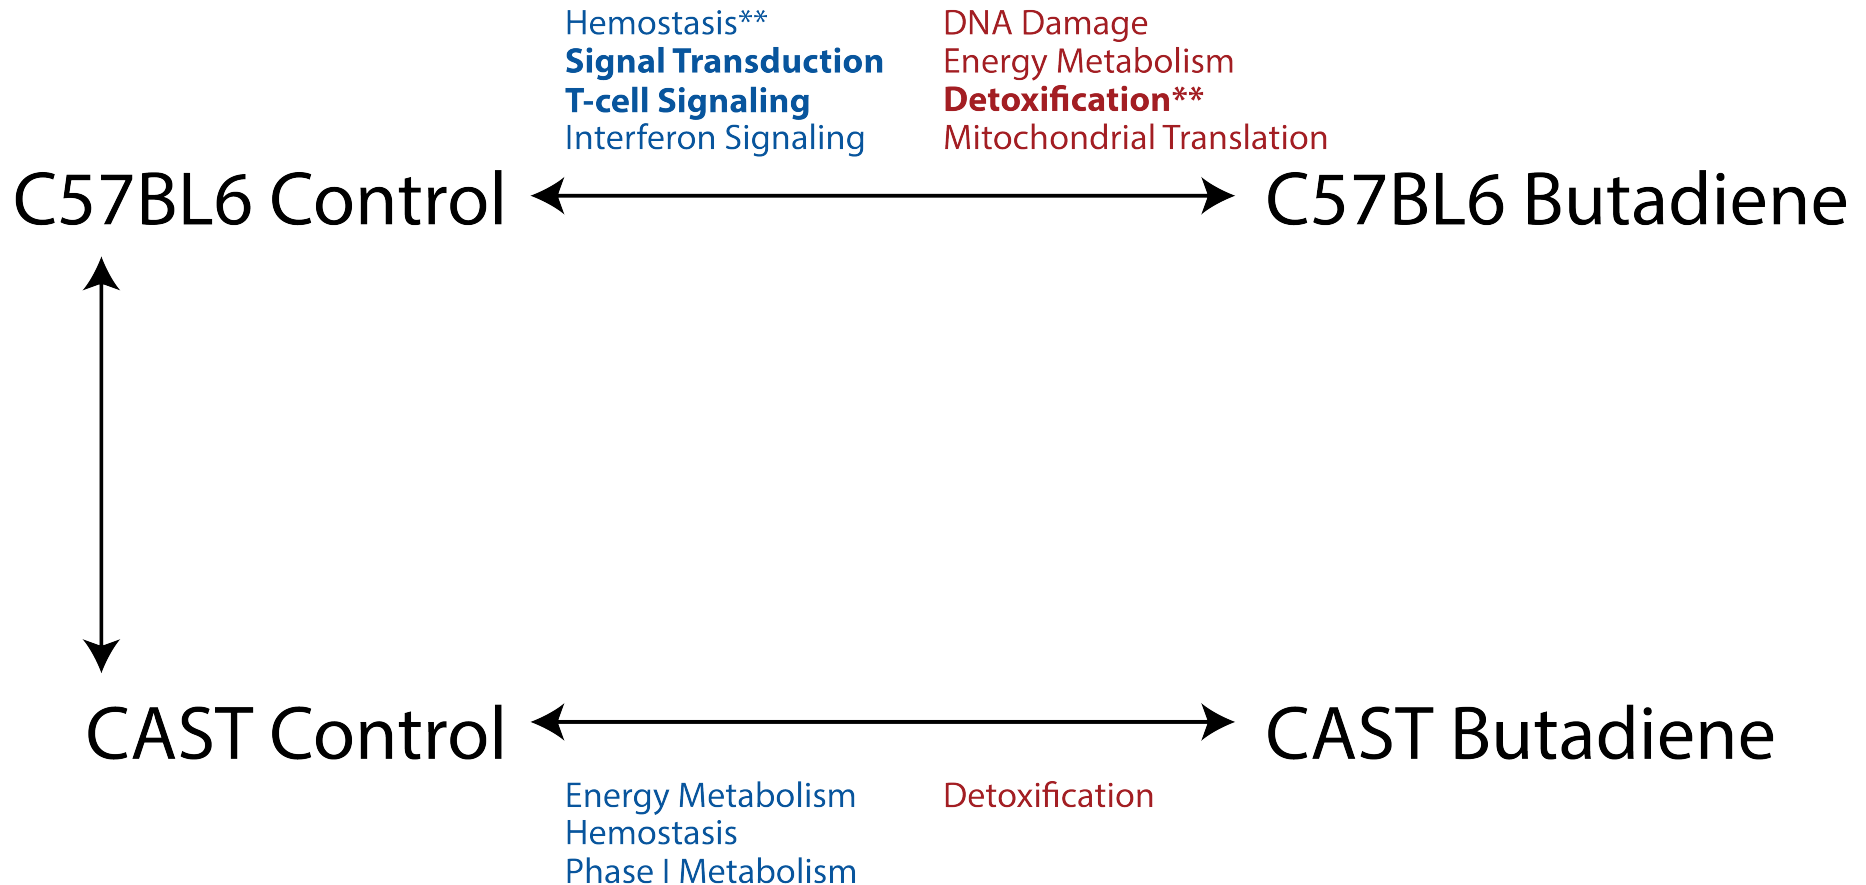 Hemostasis**
Signal Transduction
T-cell Signaling
Interferon Signaling
DNA Damage
Energy Metabolism
Detoxification**
Mitochondrial Translation
C57BL6 Control
C57BL6 Butadiene
CAST Control
CAST Butadiene
Energy Metabolism
Hemostasis
Phase I Metabolism
Detoxification